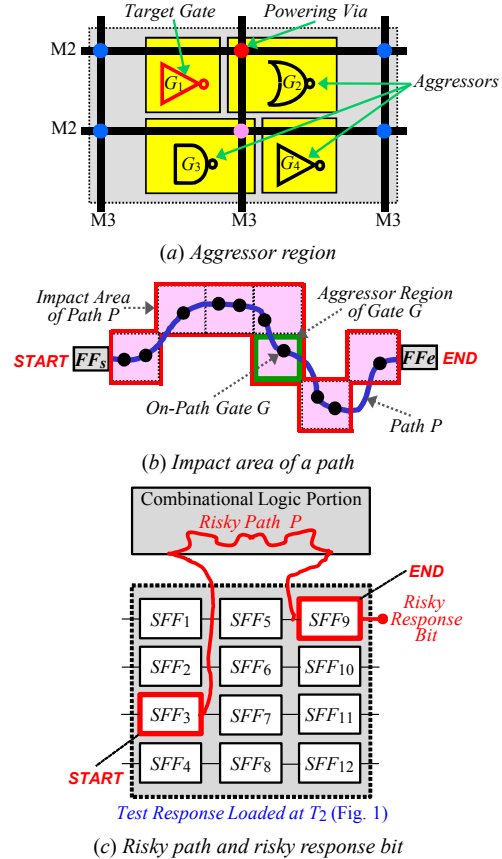 Target Gate
Powering Via
M2
G1
G2
Aggressors
M2
G3
G4
M3 M3 M3
(a) Aggressor region
Impact Area
of Path P
Aggressor Region
of Gate G
START
FFs
FFe
END
On-Path Gate G
Path P
(b) Impact area of a path
Combinational Logic Portion
Risky Path P
END
SFF1 SFF5 SFF9
Risky
Response
Bit
SFF2 SFF6 SFF10
SFF3 SFF7 SFF11
START
SFF4 SFF8 SFF12
Test Response Loaded at T2 (Fig. 1)
(c) Risky path and risky response bit